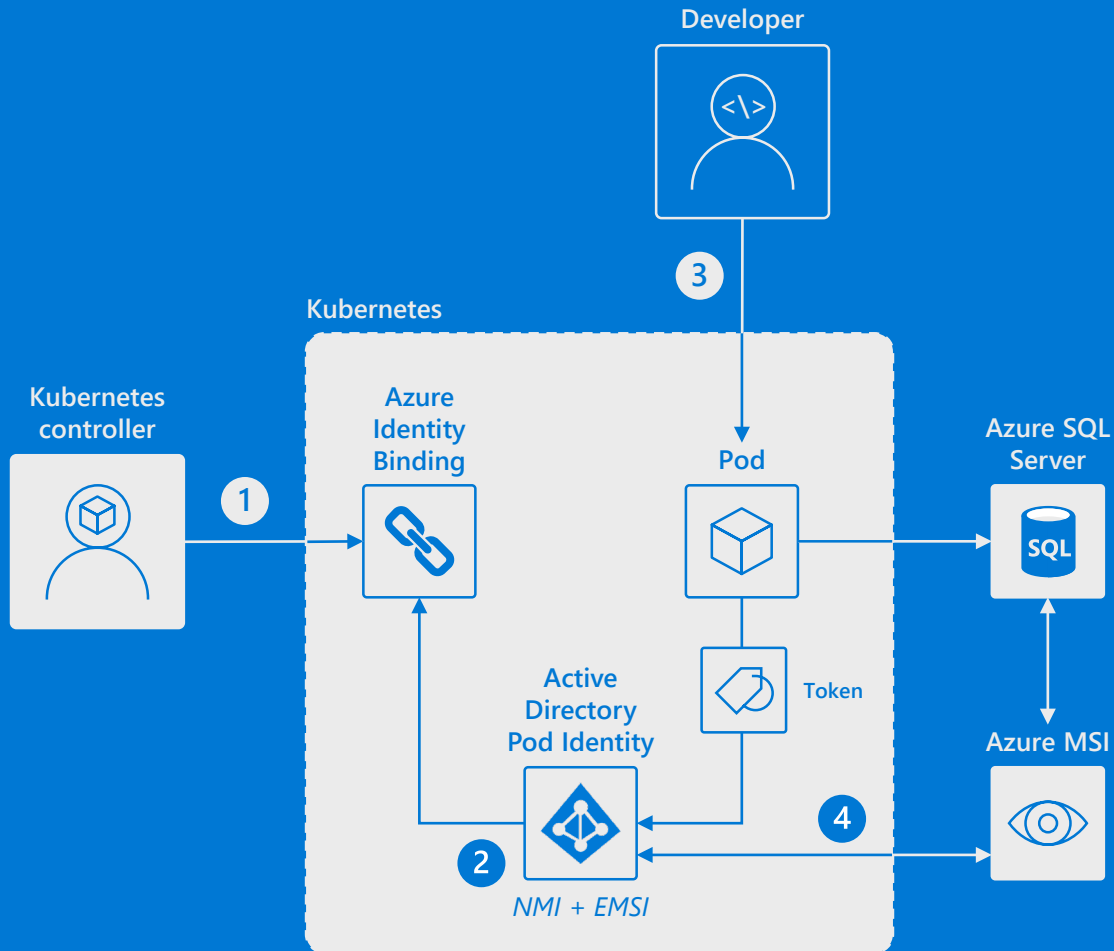 Developer
<\>
3
Kubernetes
Kubernetes
controller
1
Azure
Identity
Binding
Pod
Azure SQL
Server
SQL
Token
Active
Directory
Pod Identity
2
NMI + EMSI
4
Azure MSI